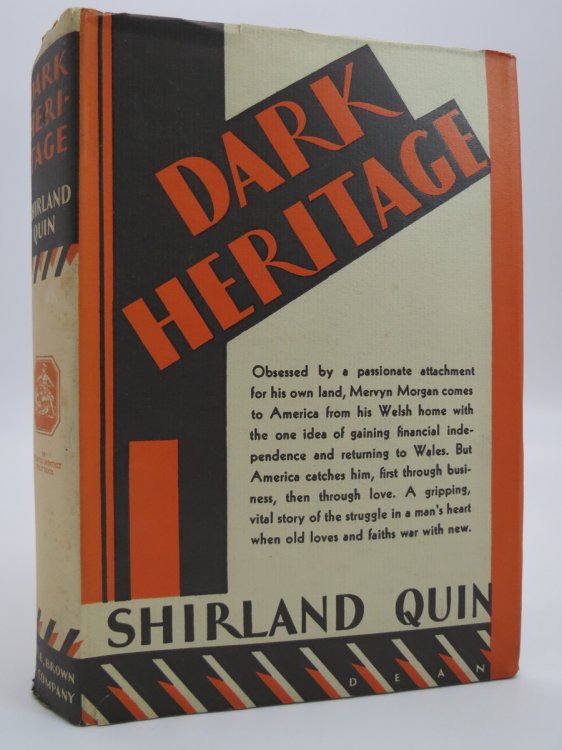 DARK
HERI-
TAGE
SHIRLAND
QUIN
BROWN
COMPANY
DARK
HERITAGE
Obsessed by a passionate attachment
for his own land, Mervyn Morgan comes
to America from his Welsh home with
the one idea of gaining financial inde-
pendence and returning to Wales. But
America catches him, first through busi-
ness, then through love. A gripping,
vital story of the struggle in a man's heart
when old loves and faiths war with new.
SHIRLAND QUIN
DEAN